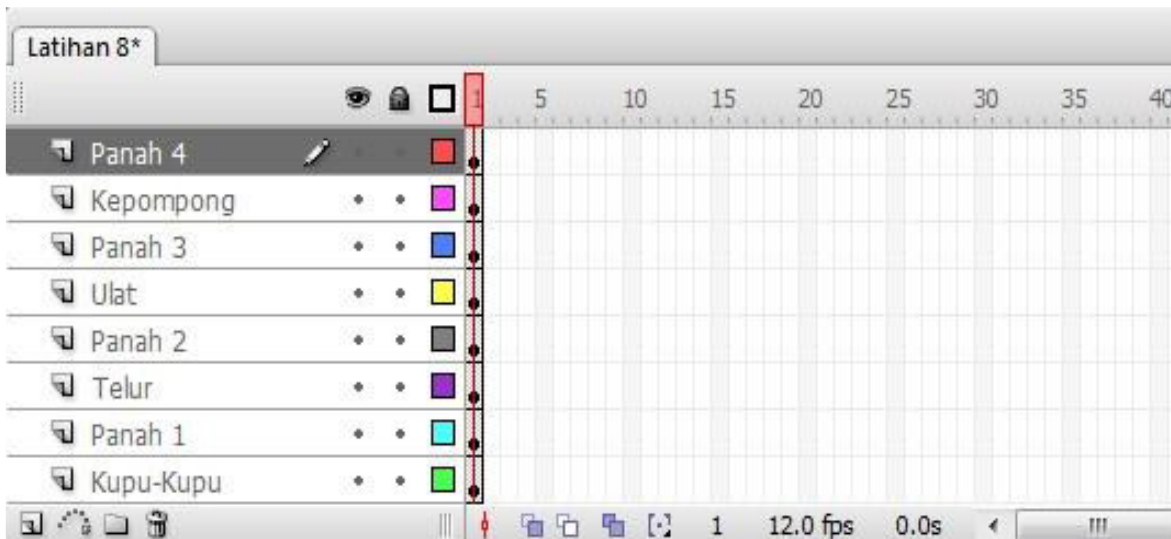 Latihan 8*
1 5 10 15 20 25 30 35 40
Panah 4
Kepompong
Panah 3
Ulat
Panah 2
Telur
Panah 1
Kupu-Kupu
1 12.0 fps 0.0s